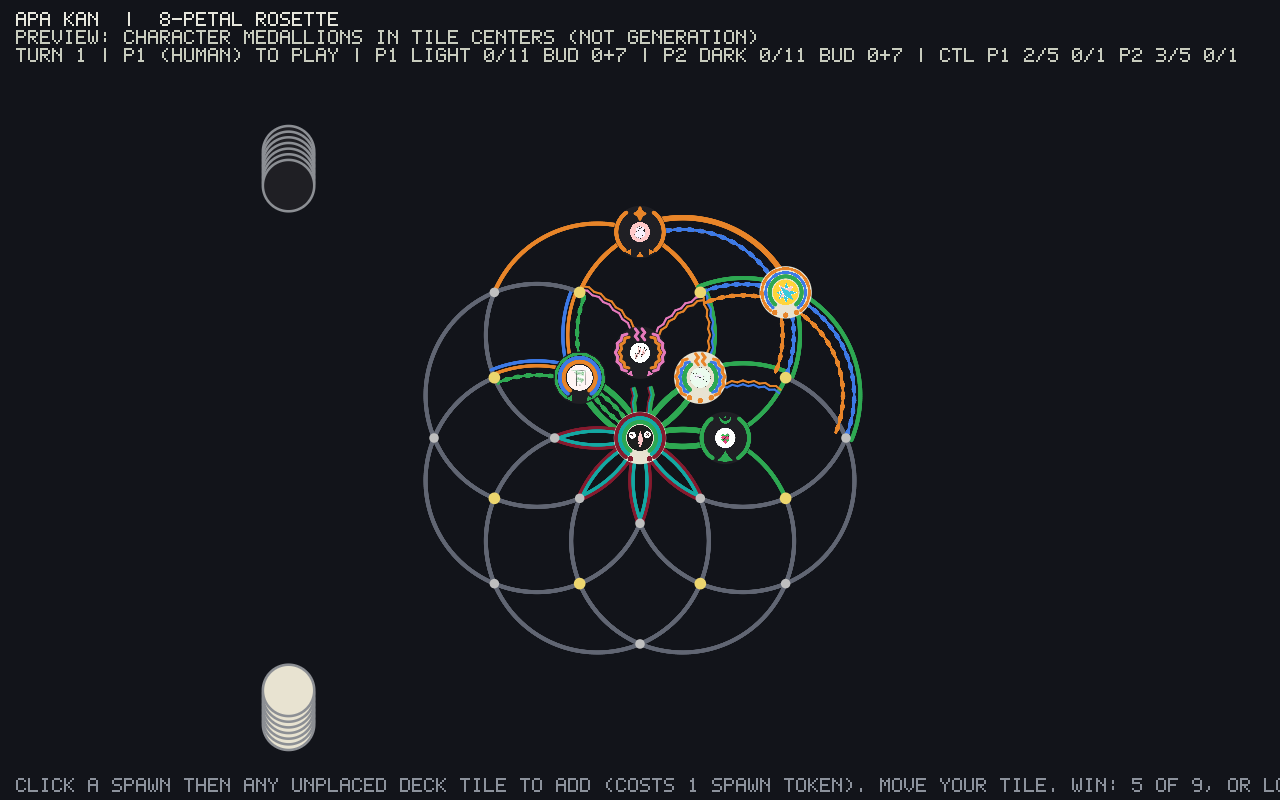 APA KAN  |  8-PETAL ROSETTE
PREVIEW: CHARACTER MEDALLIONS IN TILE CENTERS (NOT GENERATION)
TURN 1 | P1 (HUMAN) TO PLAY | P1 LIGHT 0/11 BUD 0+7 | P2 DARK 0/11 BUD 0+7 | CTL P1 2/5 0/1 P2 3/5 0/1
CLICK A SPAWN THEN ANY UNPLACED DECK TILE TO ADD (COSTS 1 SPAWN TOKEN). MOVE YOUR TILE. WIN: 5 OF 9, OR